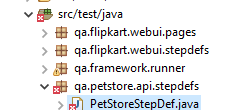 src/test/java
qa.flipkart.webui.pages
qa.flipkart.webui.stepdefs
qa.framework.runner
qa.petstore.api.stepdefs
PetStoreStepDef.java